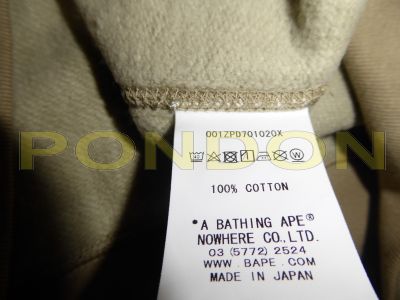 001ZPD701020X
PONDON
100% COTTON
*A BATHING APE®
NOWHERE CO., LTD.
03 (5772) 2524
WWW. BAPE. COM
MADE IN JAPAN